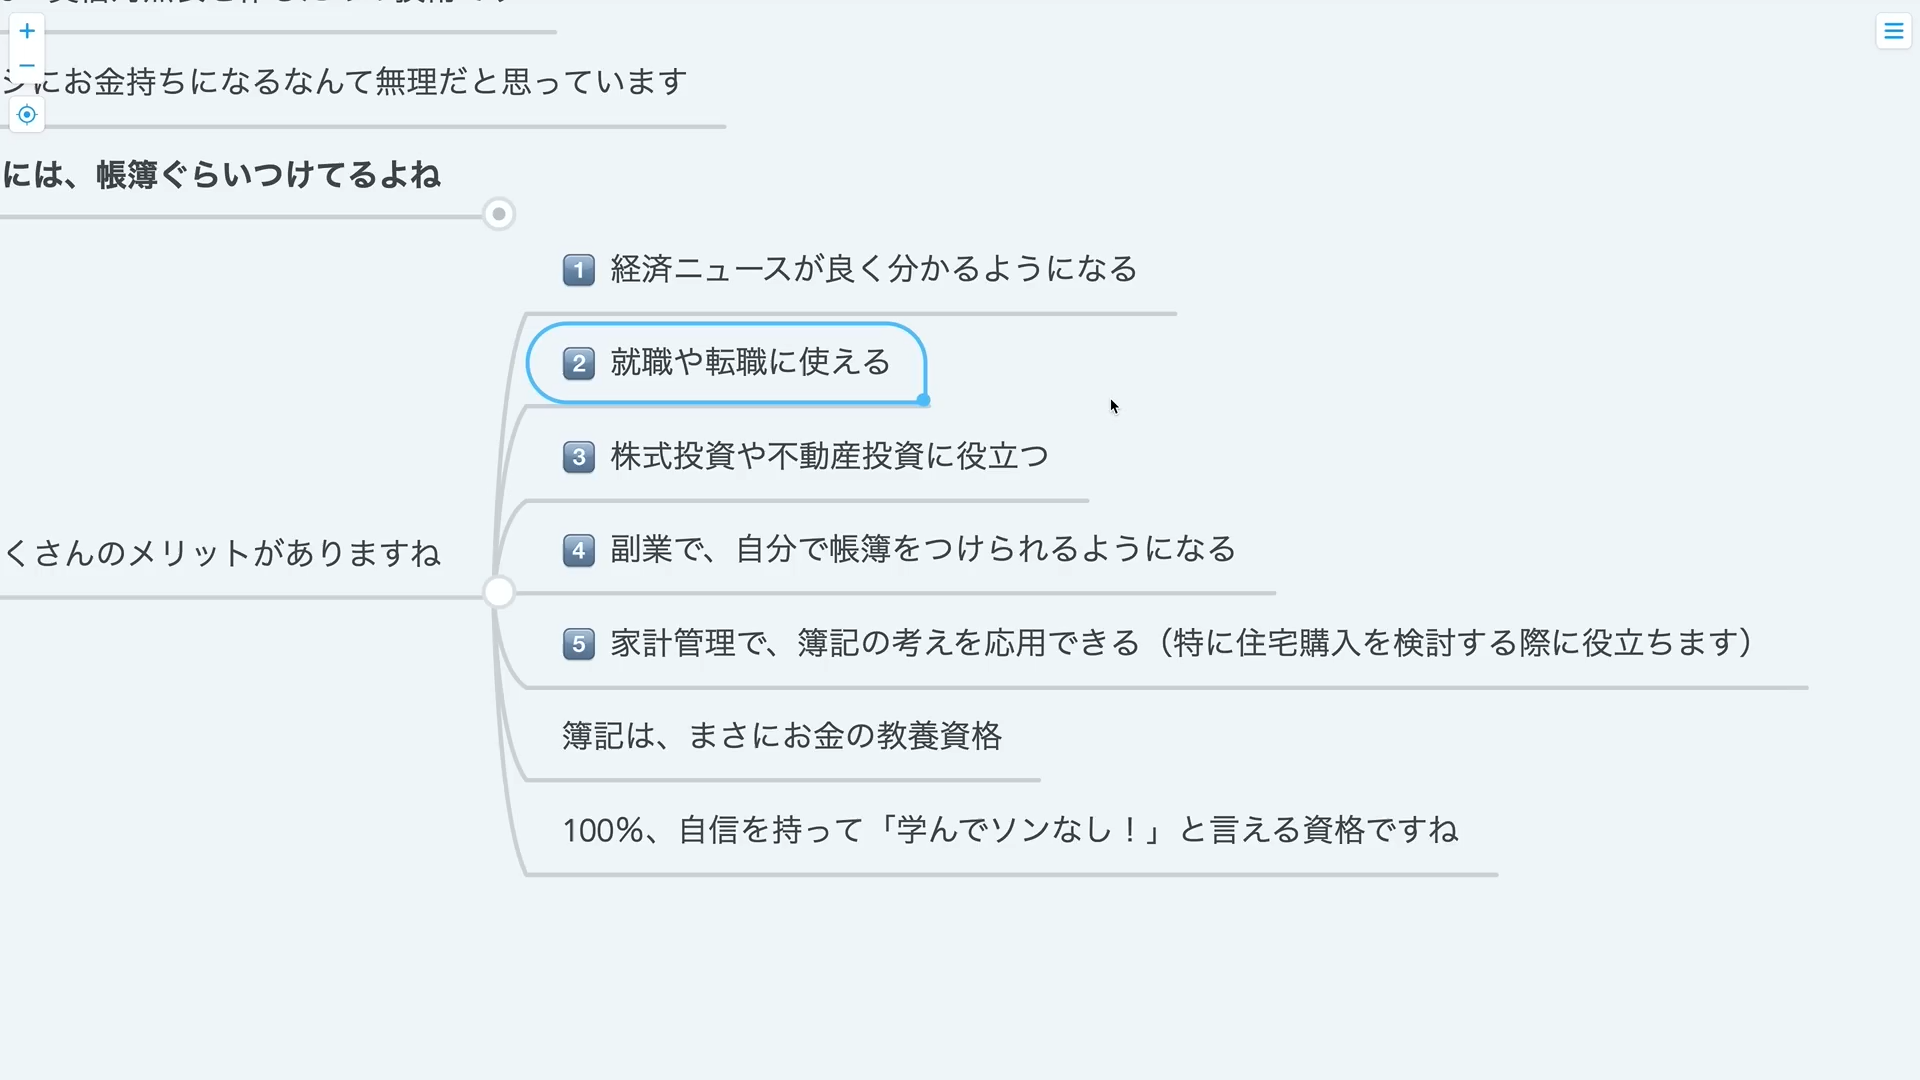 にお金持ちになるなんて無理だと思っています
には、帳簿ぐらいつけてるよね
1 経済ニュースが良く分かるようになる
2 就職や転職に使える
3 株式投資や不動産投資に役立つ
くさんのメリットがありますね
4 副業で、自分で帳簿をつけられるようになる
5 家計管理で、簿記の考えを応用できる（特に住宅購入を検討する際に役立ちます）
簿記は、まさにお金の教養資格
100%、自信を持って「学んでソンなし！」と言える資格ですね